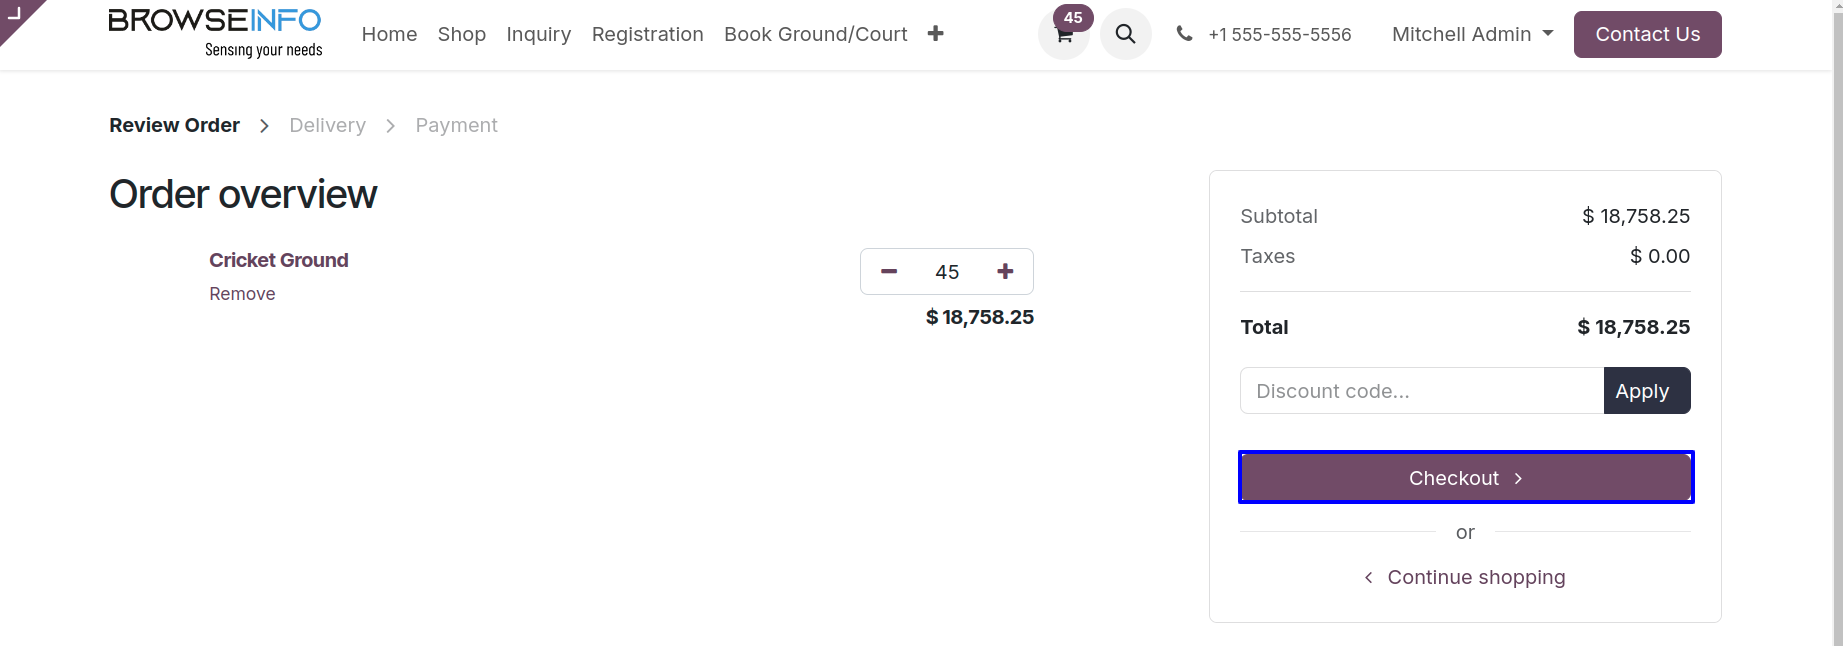 BROWSEINFO
Sensing your needs
Home Shop Inquiry Registration Book Ground/Court
45
+1 555-555-5556
Mitchell Admin
Contact Us
Review Order > Delivery > Payment
Order overview
Cricket Ground
Remove
45
$ 18,758.25
Subtotal $ 18,758.25
Taxes $ 0.00
Total $ 18,758.25
Discount code... Apply
Checkout >
or
< Continue shopping